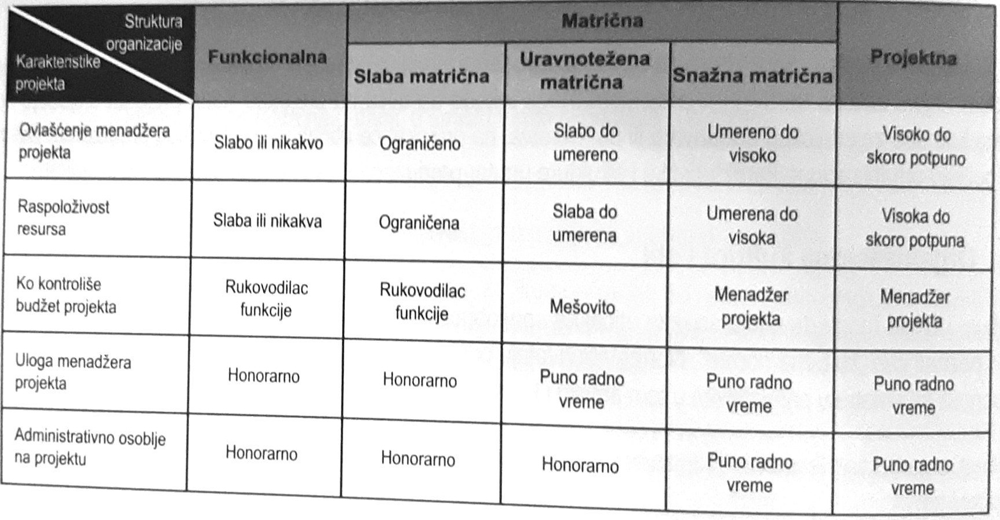 Struktura
organizacije
Karakteristike
projekta
Funkcionalna
Matrična
Slaba matrična
Uravnotežena
matrična
Snažna matrična
Projektna
Ovlašćenje menadžera
projekta
Slabo ili nikakvo
Ograničeno
Slabo do
umereno
Umereno do
visoko
Visoko do
skoro potpuno
Raspoloživost
resursa
Slaba ili nikakva
Ograničena
Slaba do
umerena
Umerena do
visoka
Visoka do
skoro potpuna
Ko kontroliše
budžet projekta
Rukovodilac
funkcije
Rukovodilac
funkcije
Mešovito
Menadžer
projekta
Menadžer
projekta
Uloga menadžera
projekta
Honorarno
Honorarno
Puno radno
vreme
Puno radno
vreme
Puno radno
vreme
Administrativno osoblje
na projektu
Honorarno
Honorarno
Honorarno
Puno radno
vreme
Puno radno
vreme